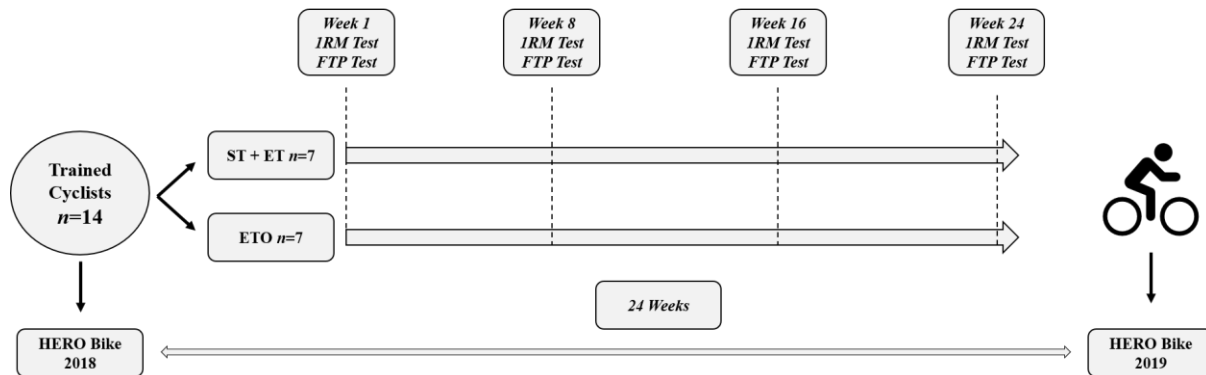 Week 1
1RM Test
FTP Test
Week 8
1RM Test
FTP Test
Week 16
1RM Test
FTP Test
Week 24
1RM Test
FTP Test
Trained
Cyclists
n=14
ST + ET n=7
ETO n=7
24 Weeks
HERO Bike
2018
HERO Bike
2019